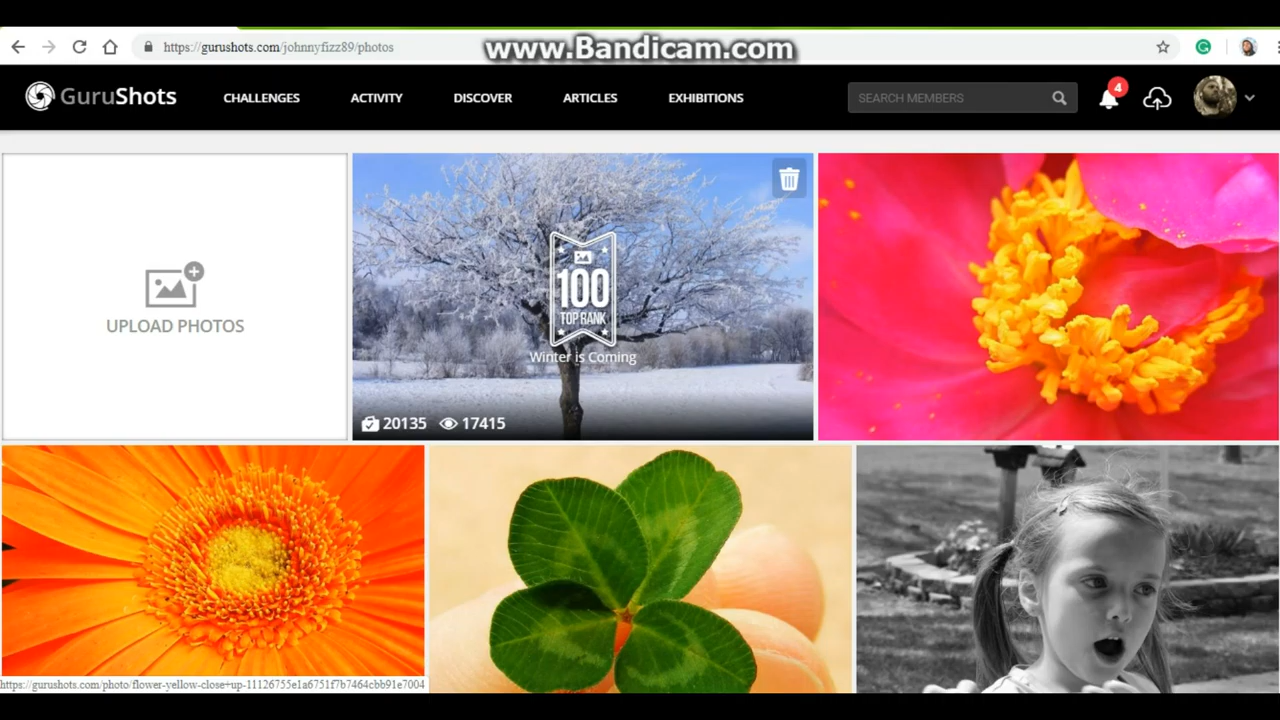 https://gurushots.com/johnnyfizz89/photos
www.Bandicam.com
GuruShots
CHALLENGES
ACTIVITY
DISCOVER
ARTICLES
EXHIBITIONS
SEARCH MEMBERS
4
UPLOAD PHOTOS
100
TOP RANK
Winter is Coming
20135
17415
https://gurushots.com/photo/flower-yellow-close+up-11126755e1a6751f7b7464cbb91e7004